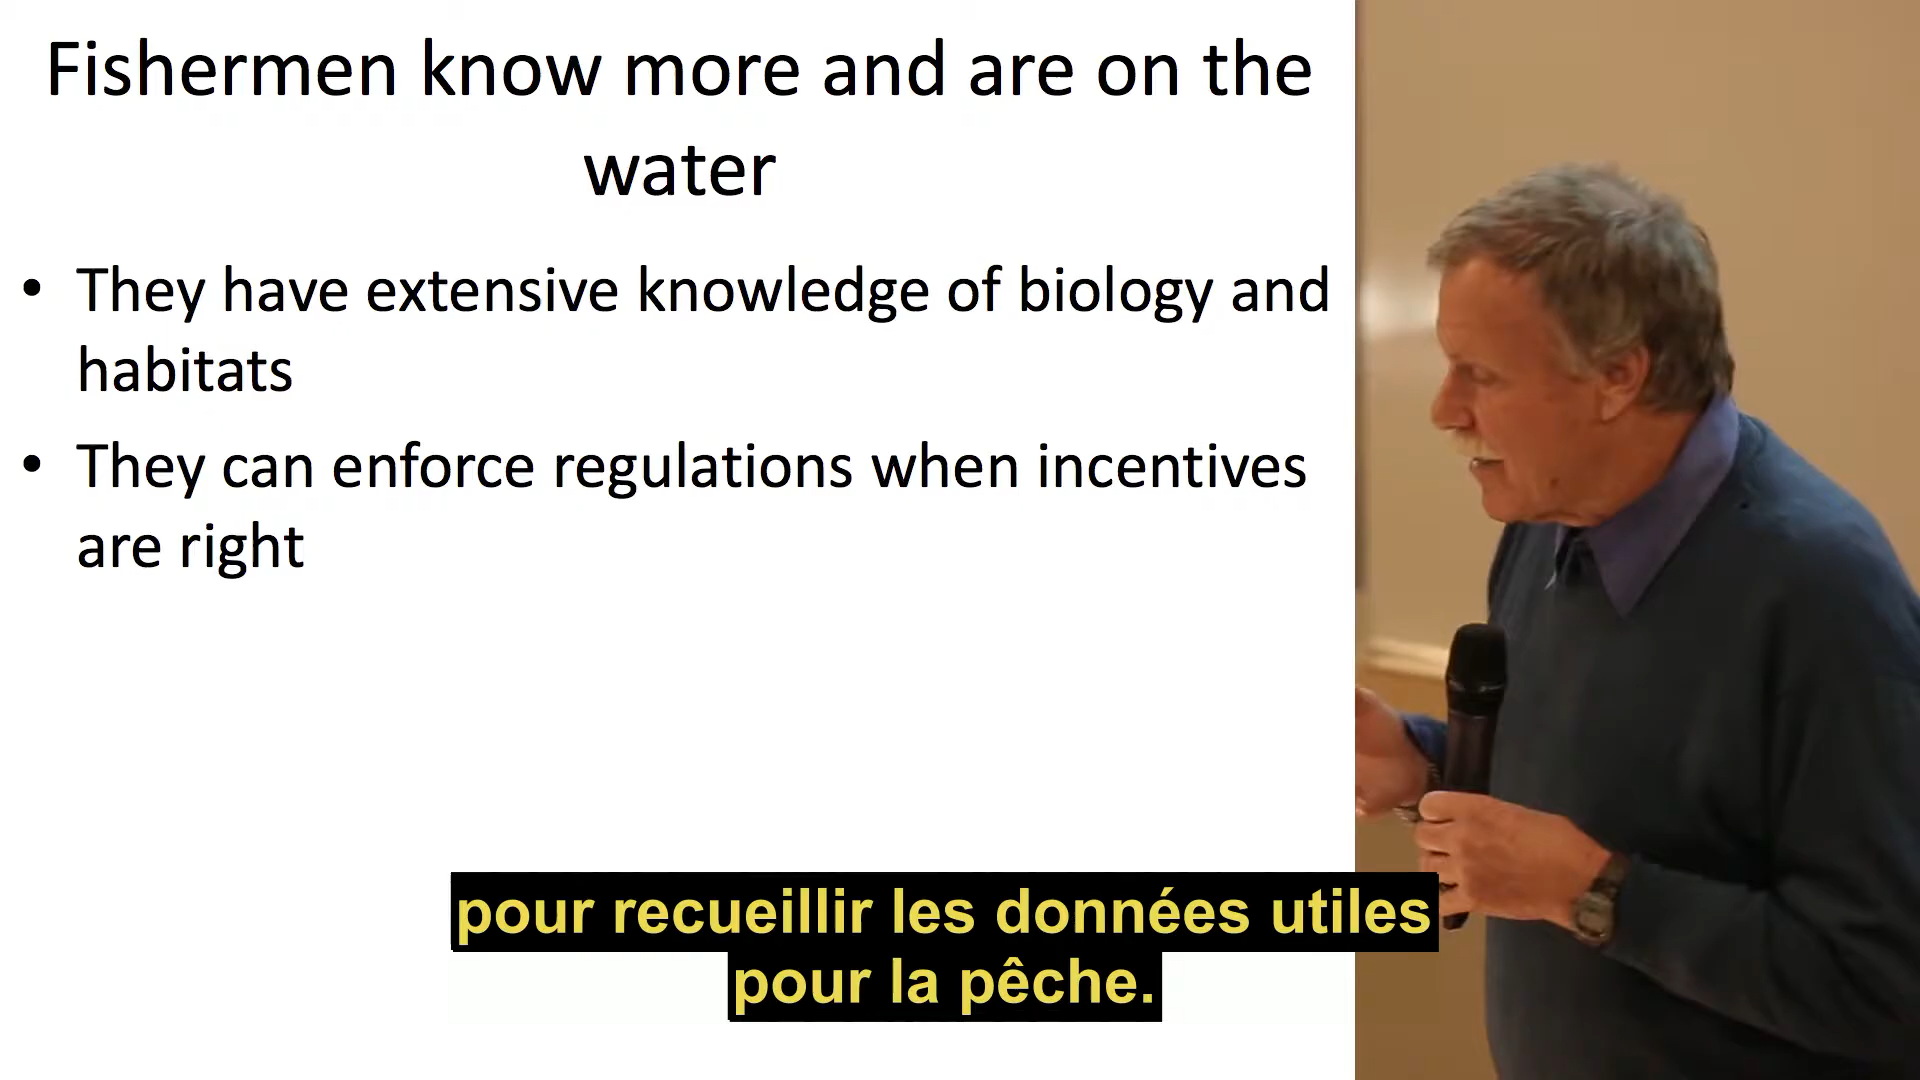 Fishermen know more and are on the
water
• They have extensive knowledge of biology and
habitats
• They can enforce regulations when incentives
are right
pour recueillir les données utiles
pour la pêche.